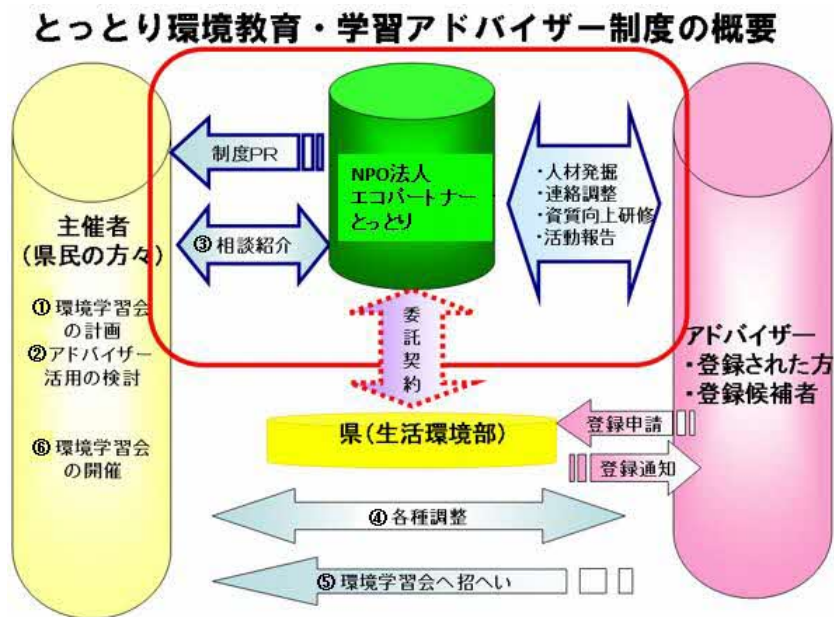 とっとり環境教育・学習アドバイザー制度の概要
制度PR
NPO法人
エコパートナー
とっとり
・人材発掘
・連絡調整
・資質向上研修
・活動報告
主催者
(県民の方々)
③相談紹介
①環境学習会
の計画
②アドバイザー
活用の検討
⑥環境学習会
の開催
委託契約
アドバイザー
・登録された方
・登録候補者
県(生活環境部)
登録申請
登録通知
④各種調整
⑤環境学習会へ招へい